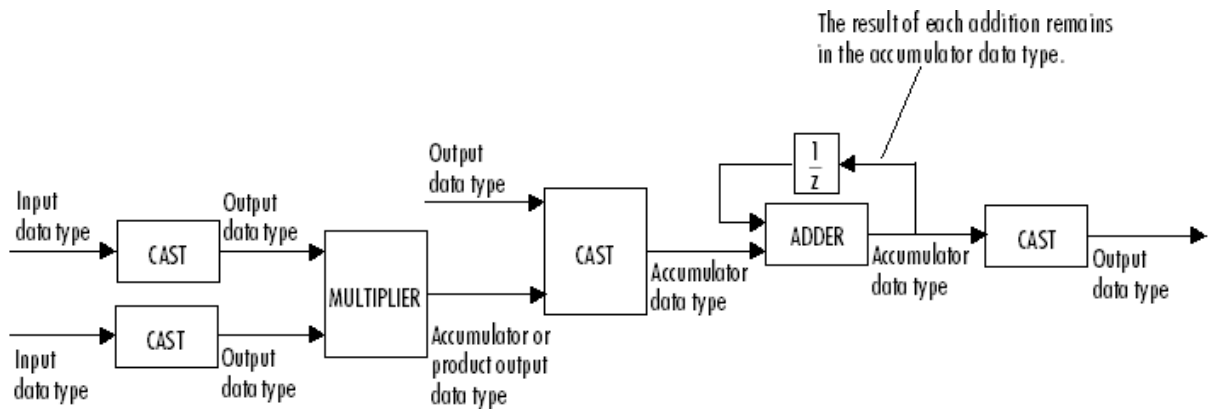 The result of each addition remains
in the accumulator data type.
1
z
Output
data type
Input
data type
Output
data type
CAST
MULTIPLIER
CAST
ADDER
CAST
Accumulator
data type
Accumulator
data type
Output
data type
CAST
Input
data type
Output
data type
Accumulator or
product output
data type